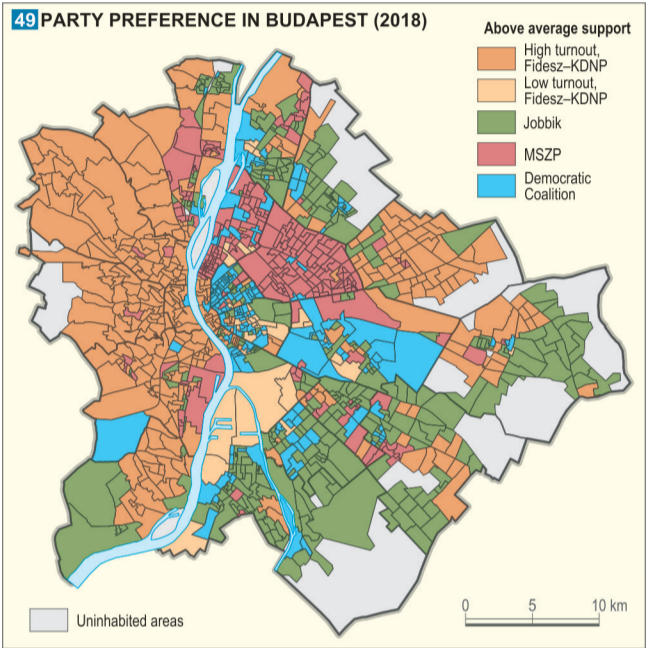 49 PARTY PREFERENCE IN BUDAPEST (2018)
Above average support
High turnout,
Fidesz–KDNP
Low turnout,
Fidesz–KDNP
Jobbik
MSZP
Democratic
Coalition
Uninhabited areas
0 5 10 km